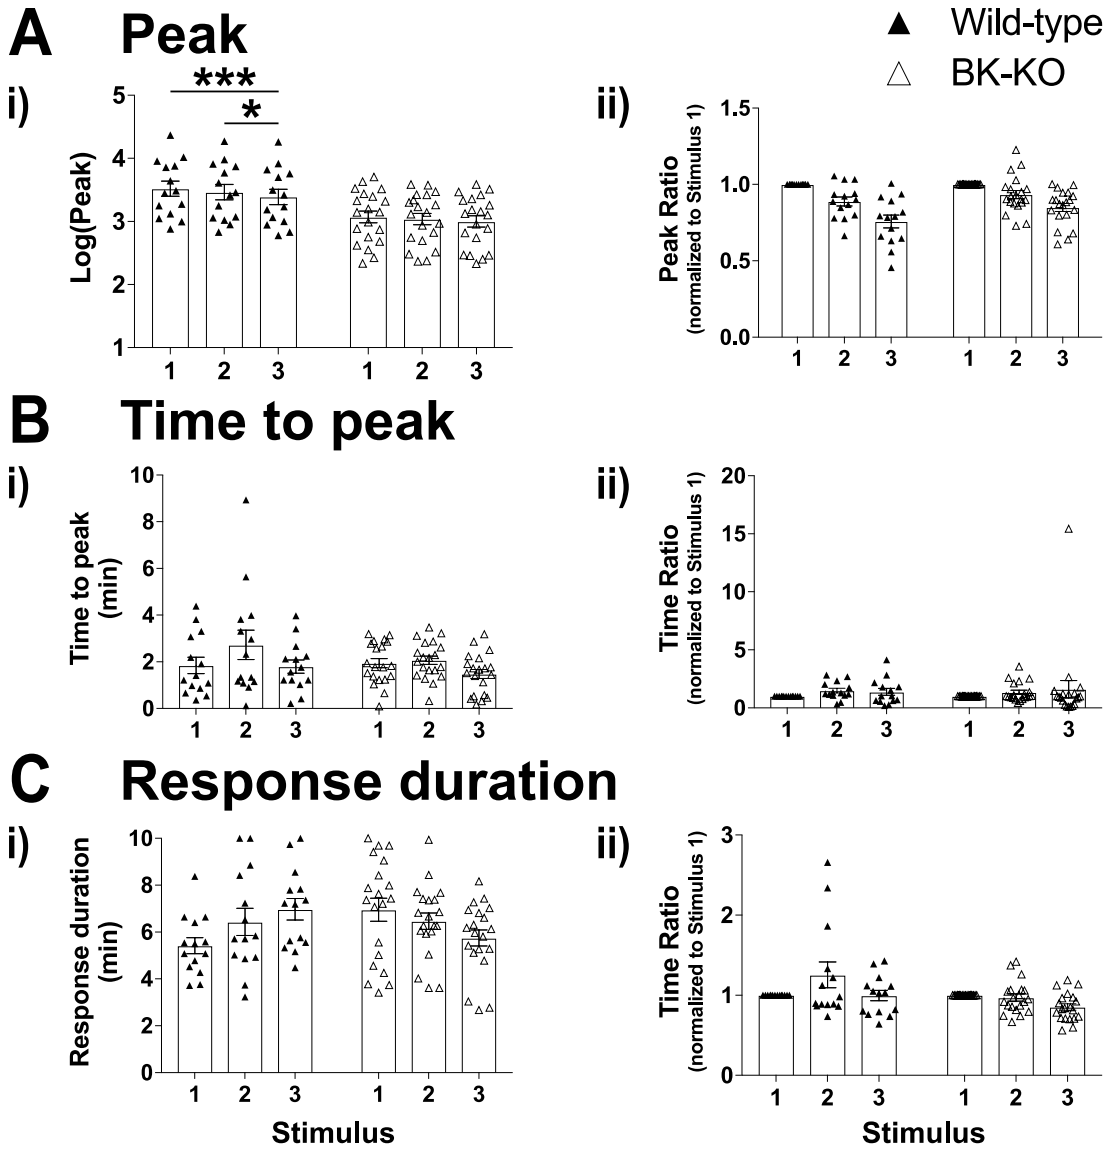 A Peak
▲ Wild-type
△ BK-KO
i)
Log(Peak)
5
4
3
2
1
***
*
1 2 3 1 2 3
ii)
Peak Ratio
(normalized to Stimulus 1)
1.5
1.0
0.5
0.0
1 2 3 1 2 3
B Time to peak
i)
Time to peak
(min)
10
8
6
4
2
0
1 2 3 1 2 3
ii)
Time Ratio
(normalized to Stimulus 1)
20
15
10
5
0
1 2 3 1 2 3
C Response duration
i)
Response duration
(min)
10
8
6
4
2
0
1 2 3 1 2 3
Stimulus
ii)
Time Ratio
(normalized to Stimulus 1)
3
2
1
0
1 2 3 1 2 3
Stimulus